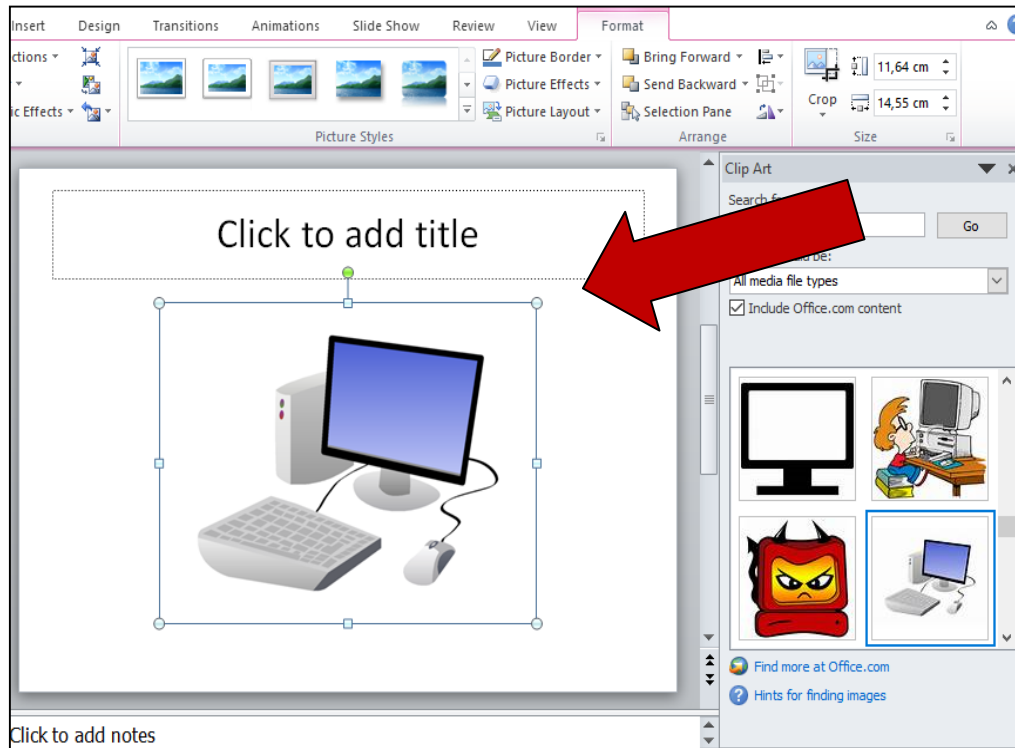 Insert Design Transitions Animations Slide Show Review View Format
ctions Picture Border Bring Forward 11,64 cm
Picture Effects Send Backward Crop 14,55 cm
ic Effects Picture Layout Selection Pane
Picture Styles Arrange Size
Clip Art
Search
Go
be:
All media file types
Include Office.com content
Click to add title
Find more at Office.com
Hints for finding images
Click to add notes